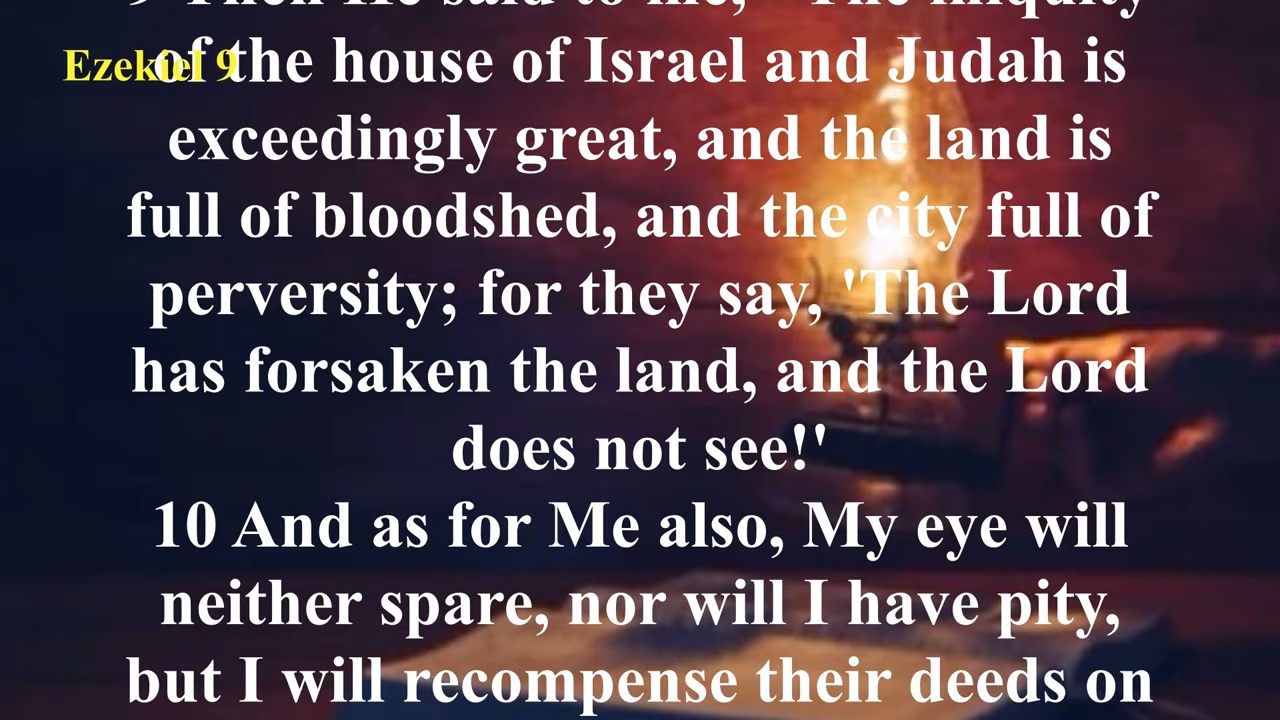 9 Then He said to me, "The iniquity
Ezekiel 9
of the house of Israel and Judah is
exceedingly great, and the land is
full of bloodshed, and the city full of
perversity; for they say, 'The Lord
has forsaken the land, and the Lord
does not see!'
10 And as for Me also, My eye will
neither spare, nor will I have pity,
but I will recompense their deeds on